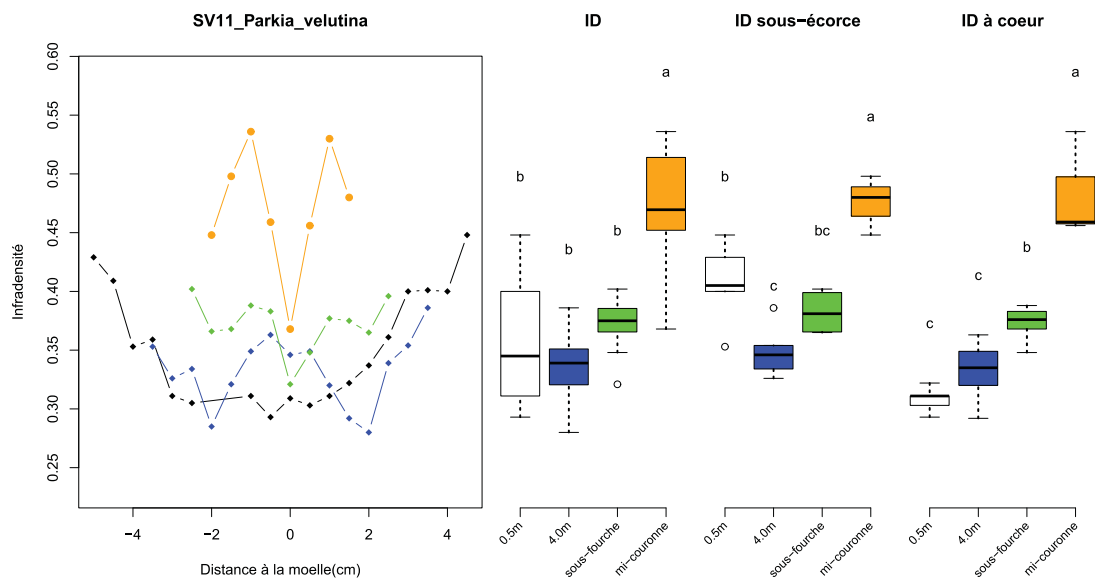 SV11_Parkia_velutina
ID
ID sous−écorce
ID à coeur
Infradensité
0.60
0.55
0.50
0.45
0.40
0.35
0.30
0.25
−4
−2
0
2
4
Distance à la moelle(cm)
b
b
b
a
0.5m
4.0m
sous−fourche
mi−couronne
b
c
bc
a
0.5m
4.0m
sous−fourche
mi−couronne
c
c
b
a
0.5m
4.0m
sous−fourche
mi−couronne